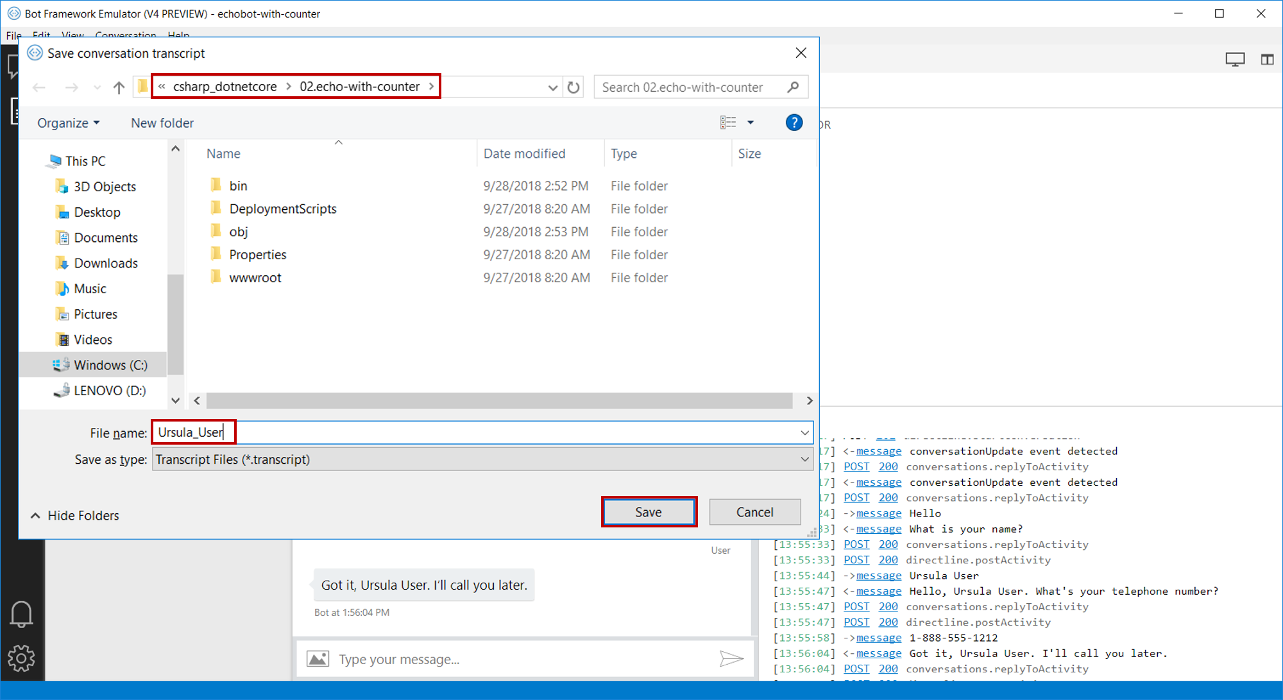 Bot Framework Emulator (V4 PREVIEW) - echobot-with-counter
File Edit View Conversation Help
Save conversation transcript
« csharp_dotnetcore > 02.echo-with-counter >
Search 02.echo-with-counter
Organize
New folder
Name
Date modified
Type
Size
This PC
3D Objects
Desktop
Documents
Downloads
Music
Pictures
Videos
Windows (C:)
LENOVO (D:)
bin 9/28/2018 2:52 PM File folder
DeploymentScripts 9/27/2018 8:20 AM File folder
obj 9/28/2018 2:53 PM File folder
Properties 9/27/2018 8:20 AM File folder
wwwroot 9/27/2018 8:20 AM File folder
File name: Ursula_User
Save as type: Transcript Files (*.transcript)
Hide Folders
Save
Cancel
OR
User
Got it, Ursula User. I'll call you later.
Bot at 1:56:04 PM
Type your message...
17] <-message conversationUpdate event detected
17] POST 200 conversations.replyToActivity
17] <-message conversationUpdate event detected
17] POST 200 conversations.replyToActivity
24] ->message Hello
33] <-message What is your name?
[13:55:33] POST 200 conversations.replyToActivity
[13:55:33] POST 200 directline.postActivity
[13:55:44] ->message Ursula User
[13:55:47] <-message Hello, Ursula User. What's your telephone number?
[13:55:47] POST 200 conversations.replyToActivity
[13:55:47] POST 200 directline.postActivity
[13:55:58] ->message 1-888-555-1212
[13:56:04] <-message Got it, Ursula User. I'll call you later.
[13:56:04] POST 200 conversations.replyToActivity